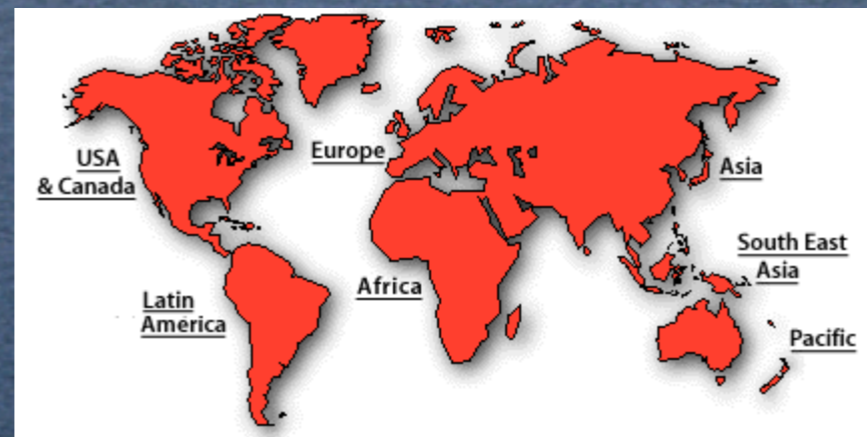 USA
& Canada
Europe
Asia
South East
Asia
Africa
Latin
America
Pacific